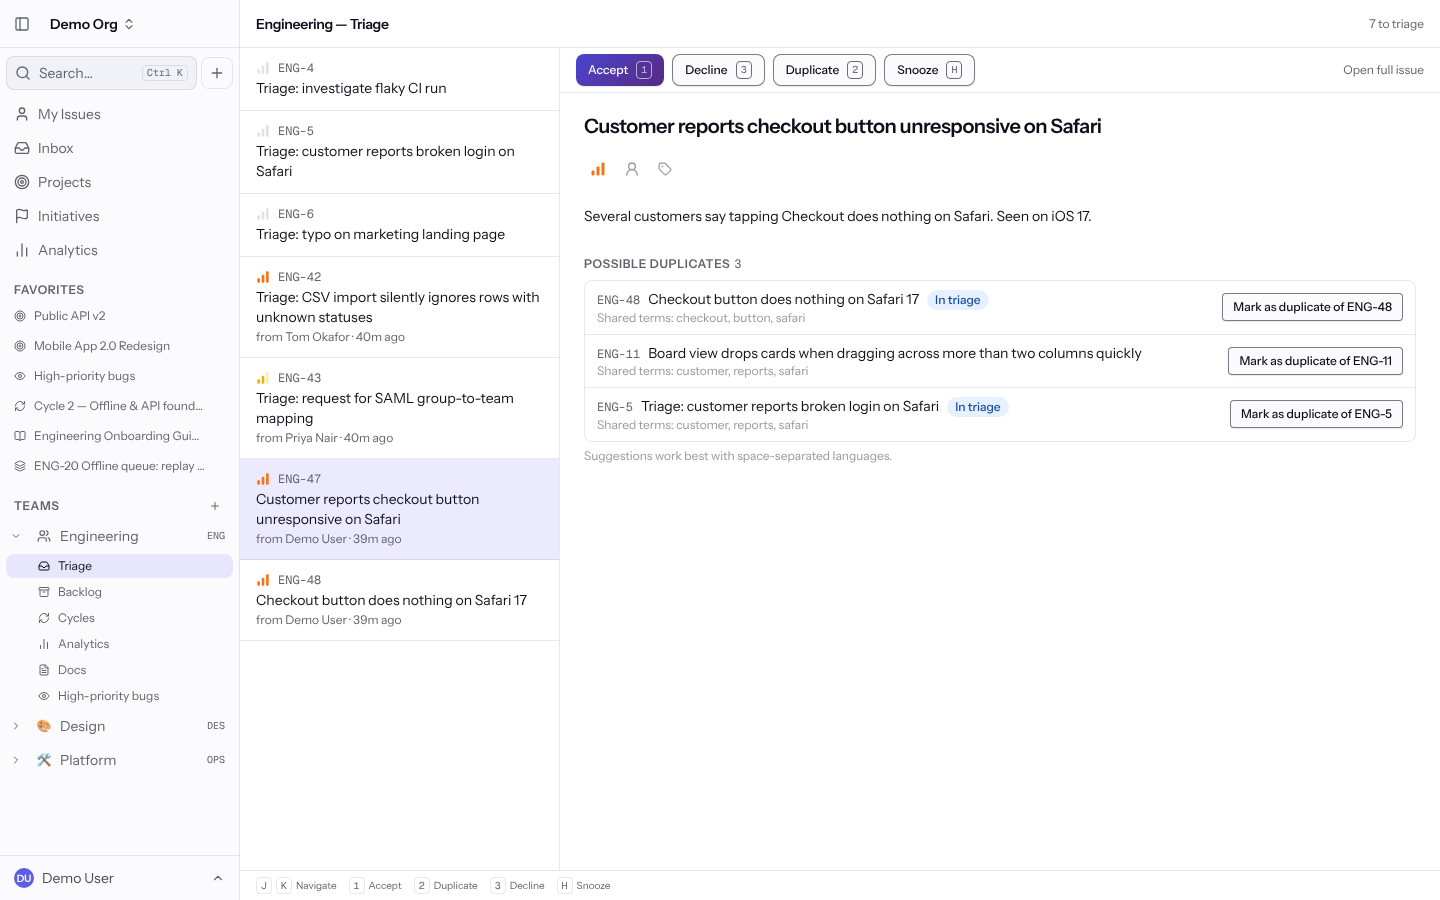 Demo Org
Search...
Ctrl K
My Issues
Inbox
Projects
Initiatives
Analytics
FAVORITES
Public API v2
Mobile App 2.0 Redesign
High-priority bugs
Cycle 2 — Offline & API found...
Engineering Onboarding Gui...
ENG-20 Offline queue: replay ...
TEAMS
Engineering ENG
Triage
Backlog
Cycles
Analytics
Docs
High-priority bugs
Design DES
Platform OPS
DU Demo User
Engineering — Triage
7 to triage
ENG-4
Triage: investigate flaky CI run
ENG-5
Triage: customer reports broken login on
Safari
ENG-6
Triage: typo on marketing landing page
ENG-42
Triage: CSV import silently ignores rows with
unknown statuses
from Tom Okafor · 40m ago
ENG-43
Triage: request for SAML group-to-team
mapping
from Priya Nair · 40m ago
ENG-47
Customer reports checkout button
unresponsive on Safari
from Demo User · 39m ago
ENG-48
Checkout button does nothing on Safari 17
from Demo User · 39m ago
Accept 1 Decline 3 Duplicate 2 Snooze H
Open full issue
Customer reports checkout button unresponsive on Safari
Several customers say tapping Checkout does nothing on Safari. Seen on iOS 17.
POSSIBLE DUPLICATES 3
ENG-48 Checkout button does nothing on Safari 17 In triage
Shared terms: checkout, button, safari
Mark as duplicate of ENG-48
ENG-11 Board view drops cards when dragging across more than two columns quickly
Shared terms: customer, reports, safari
Mark as duplicate of ENG-11
ENG-5 Triage: customer reports broken login on Safari In triage
Shared terms: customer, reports, safari
Mark as duplicate of ENG-5
Suggestions work best with space-separated languages.
J K Navigate 1 Accept 2 Duplicate 3 Decline H Snooze